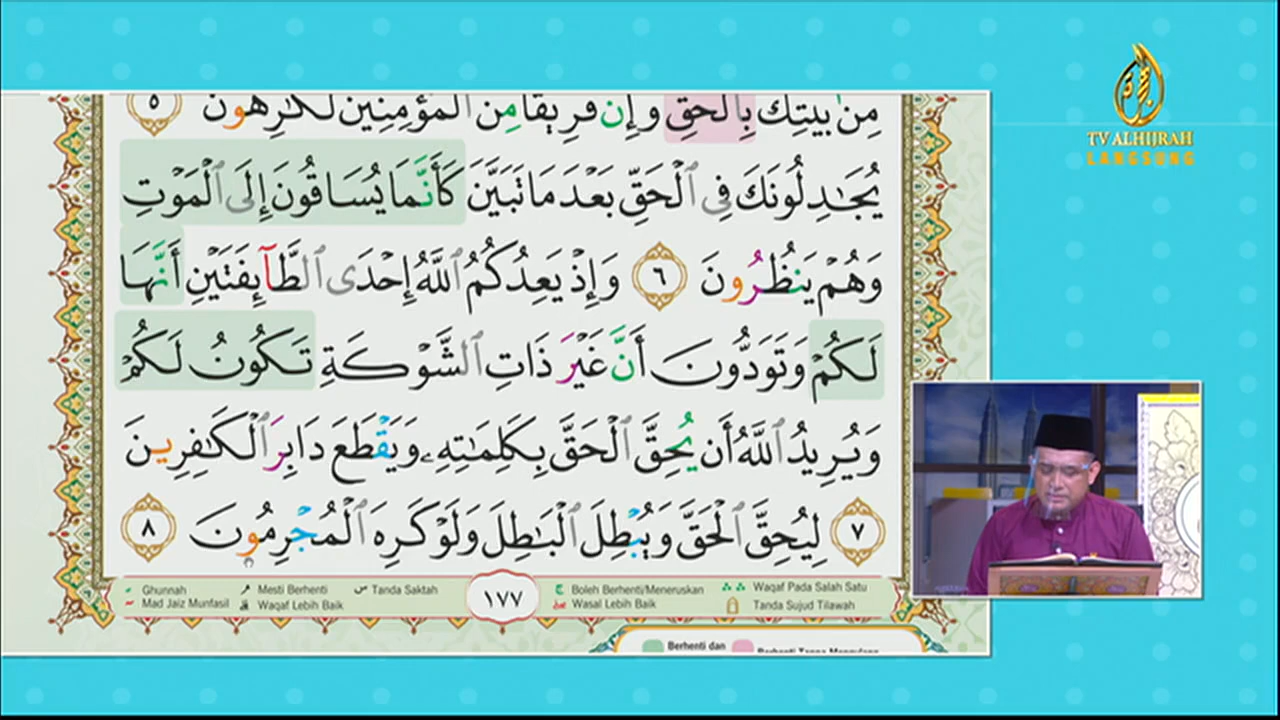 مِنۢ بَيْتِكَ بِٱلْحَقِّ وَإِنَّ فَرِيقًا مِّنَ ٱلْمُؤْمِنِينَ لَكَٰرِهُونَ ٥
يُجَٰدِلُونَكَ فِى ٱلْحَقِّ بَعْدَ مَا تَبَيَّنَ كَأَنَّمَا يُسَاقُونَ إِلَى ٱلْمَوْتِ
وَهُمْ يَنظُرُونَ ٦ وَإِذْ يَعِدُكُمُ ٱللَّهُ إِحْدَى ٱلطَّآئِفَتَيْنِ أَنَّهَا
لَكُمْ وَتَوَدُّونَ أَنَّ غَيْرَ ذَاتِ ٱلشَّوْكَةِ تَكُونُ لَكُمْ
وَيُرِيدُ ٱللَّهُ أَن يُحِقَّ ٱلْحَقَّ بِكَلِمَٰتِهِۦ وَيَقْطَعَ دَابِرَ ٱلْكَٰفِرِينَ
٧ لِيُحِقَّ ٱلْحَقَّ وَيُبْطِلَ ٱلْبَٰطِلَ وَلَوْ كَرِهَ ٱلْمُجْرِمُونَ ٨
Ghunnah Mesti Berhenti Tanda Saktah Boleh Berhenti/Meneruskan Waqaf Pada Salah Satu
Mad Jaiz Munfasil Waqaf Lebih Baik ١٧٧ Wasal Lebih Baik Tanda Sujud Tilawah
Berhenti dan Berhenti Tanpa Mengulang
TV ALHIJRAH
LANGSUNG